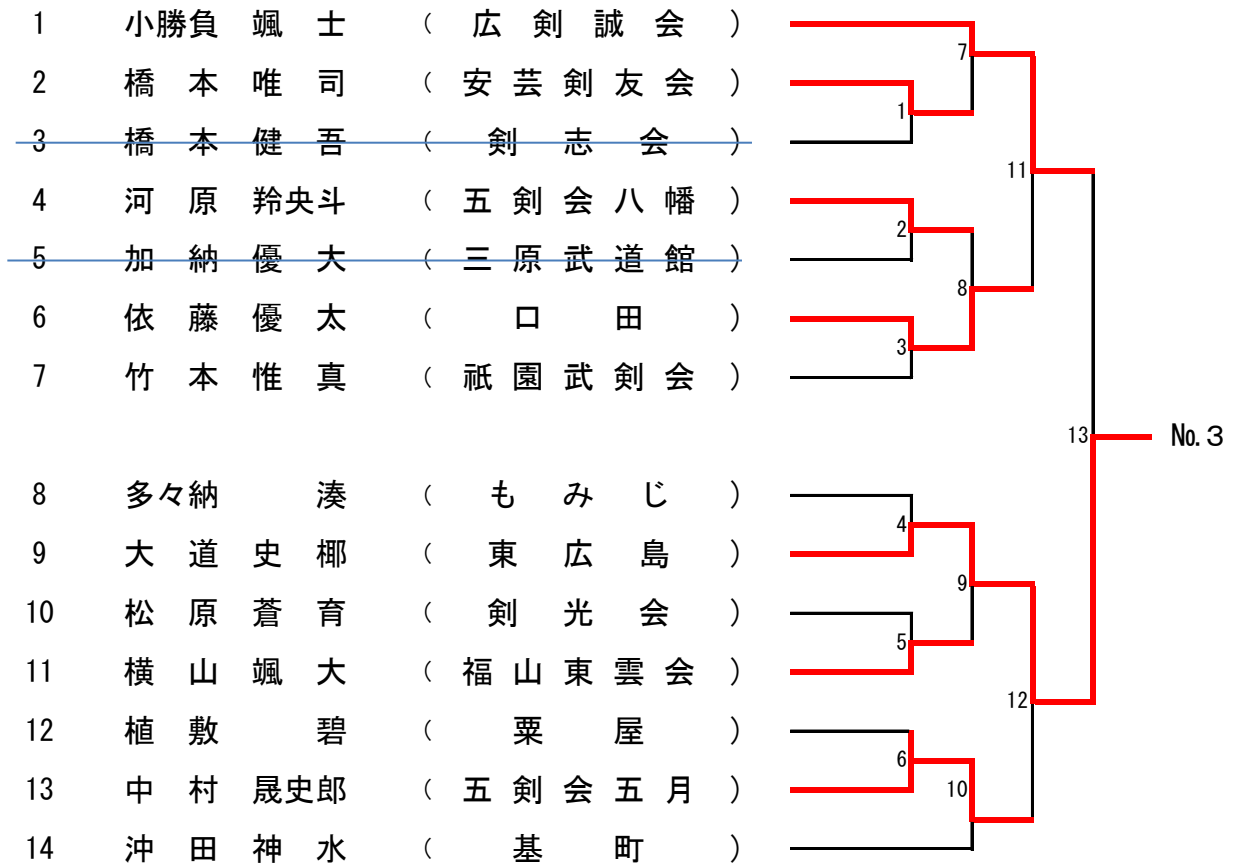 1 小勝負 颯 士 ( 広 剣 誠 会 )
7
2 橋 本 唯 司 ( 安 芸 剣 友 会 )
1
3 橋 本 健 吾 ( 剣 志 会 )
11
4 河 原 羚央斗 ( 五 剣 会 八 幡 )
2
5 加 納 優 大 ( 三 原 武 道 館 )
8
6 依 藤 優 太 ( 口 田 )
3
7 竹 本 惟 真 ( 祇 園 武 剣 会 )
13 №.3
8 多々納 湊 ( も み じ )
4
9 大 道 史 椰 ( 東 広 島 )
9
10 松 原 蒼 育 ( 剣 光 会 )
5
11 横 山 颯 大 ( 福 山 東 雲 会 )
12
12 植 敷 碧 ( 粟 屋 )
6
13 中 村 晟史郎 ( 五 剣 会 五 月 )
10
14 沖 田 神 水 ( 基 町 )